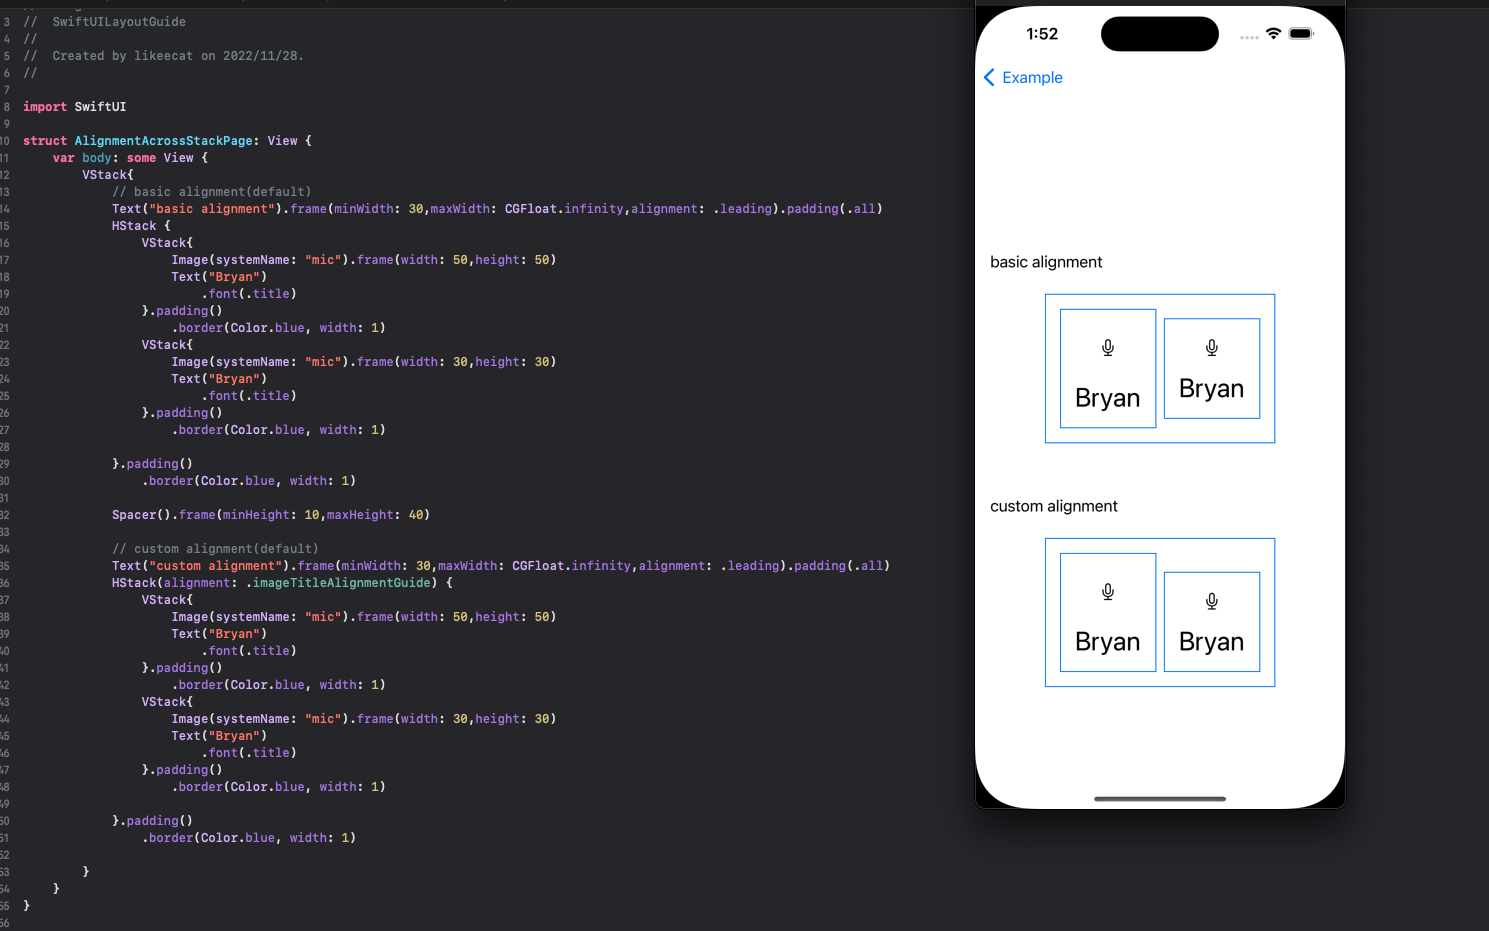 3 //  SwiftUILayoutGuide
4 //
5 //  Created by likeecat on 2022/11/28.
6 //
7
8 import SwiftUI
9
10 struct AlignmentAcrossStackPage: View {
11     var body: some View {
12         VStack{
13             // basic alignment(default)
14             Text("basic alignment").frame(minWidth: 30,maxWidth: CGFloat.infinity,alignment: .leading).padding(.all)
15             HStack {
16                 VStack{
17                     Image(systemName: "mic").frame(width: 50,height: 50)
18                     Text("Bryan")
19                         .font(.title)
20                 }.padding()
21                     .border(Color.blue, width: 1)
22                 VStack{
23                     Image(systemName: "mic").frame(width: 30,height: 30)
24                     Text("Bryan")
25                         .font(.title)
26                 }.padding()
27                     .border(Color.blue, width: 1)
28
29             }.padding()
30                 .border(Color.blue, width: 1)
31
32             Spacer().frame(minHeight: 10,maxHeight: 40)
33
34             // custom alignment(default)
35             Text("custom alignment").frame(minWidth: 30,maxWidth: CGFloat.infinity,alignment: .leading).padding(.all)
36             HStack(alignment: .imageTitleAlignmentGuide) {
37                 VStack{
38                     Image(systemName: "mic").frame(width: 50,height: 50)
39                     Text("Bryan")
40                         .font(.title)
41                 }.padding()
42                     .border(Color.blue, width: 1)
43                 VStack{
44                     Image(systemName: "mic").frame(width: 30,height: 30)
45                     Text("Bryan")
46                         .font(.title)
47                 }.padding()
48                     .border(Color.blue, width: 1)
49
50             }.padding()
51                 .border(Color.blue, width: 1)
52
53         }
54     }
55 }
56
1:52
Example
basic alignment
Bryan Bryan
custom alignment
Bryan Bryan